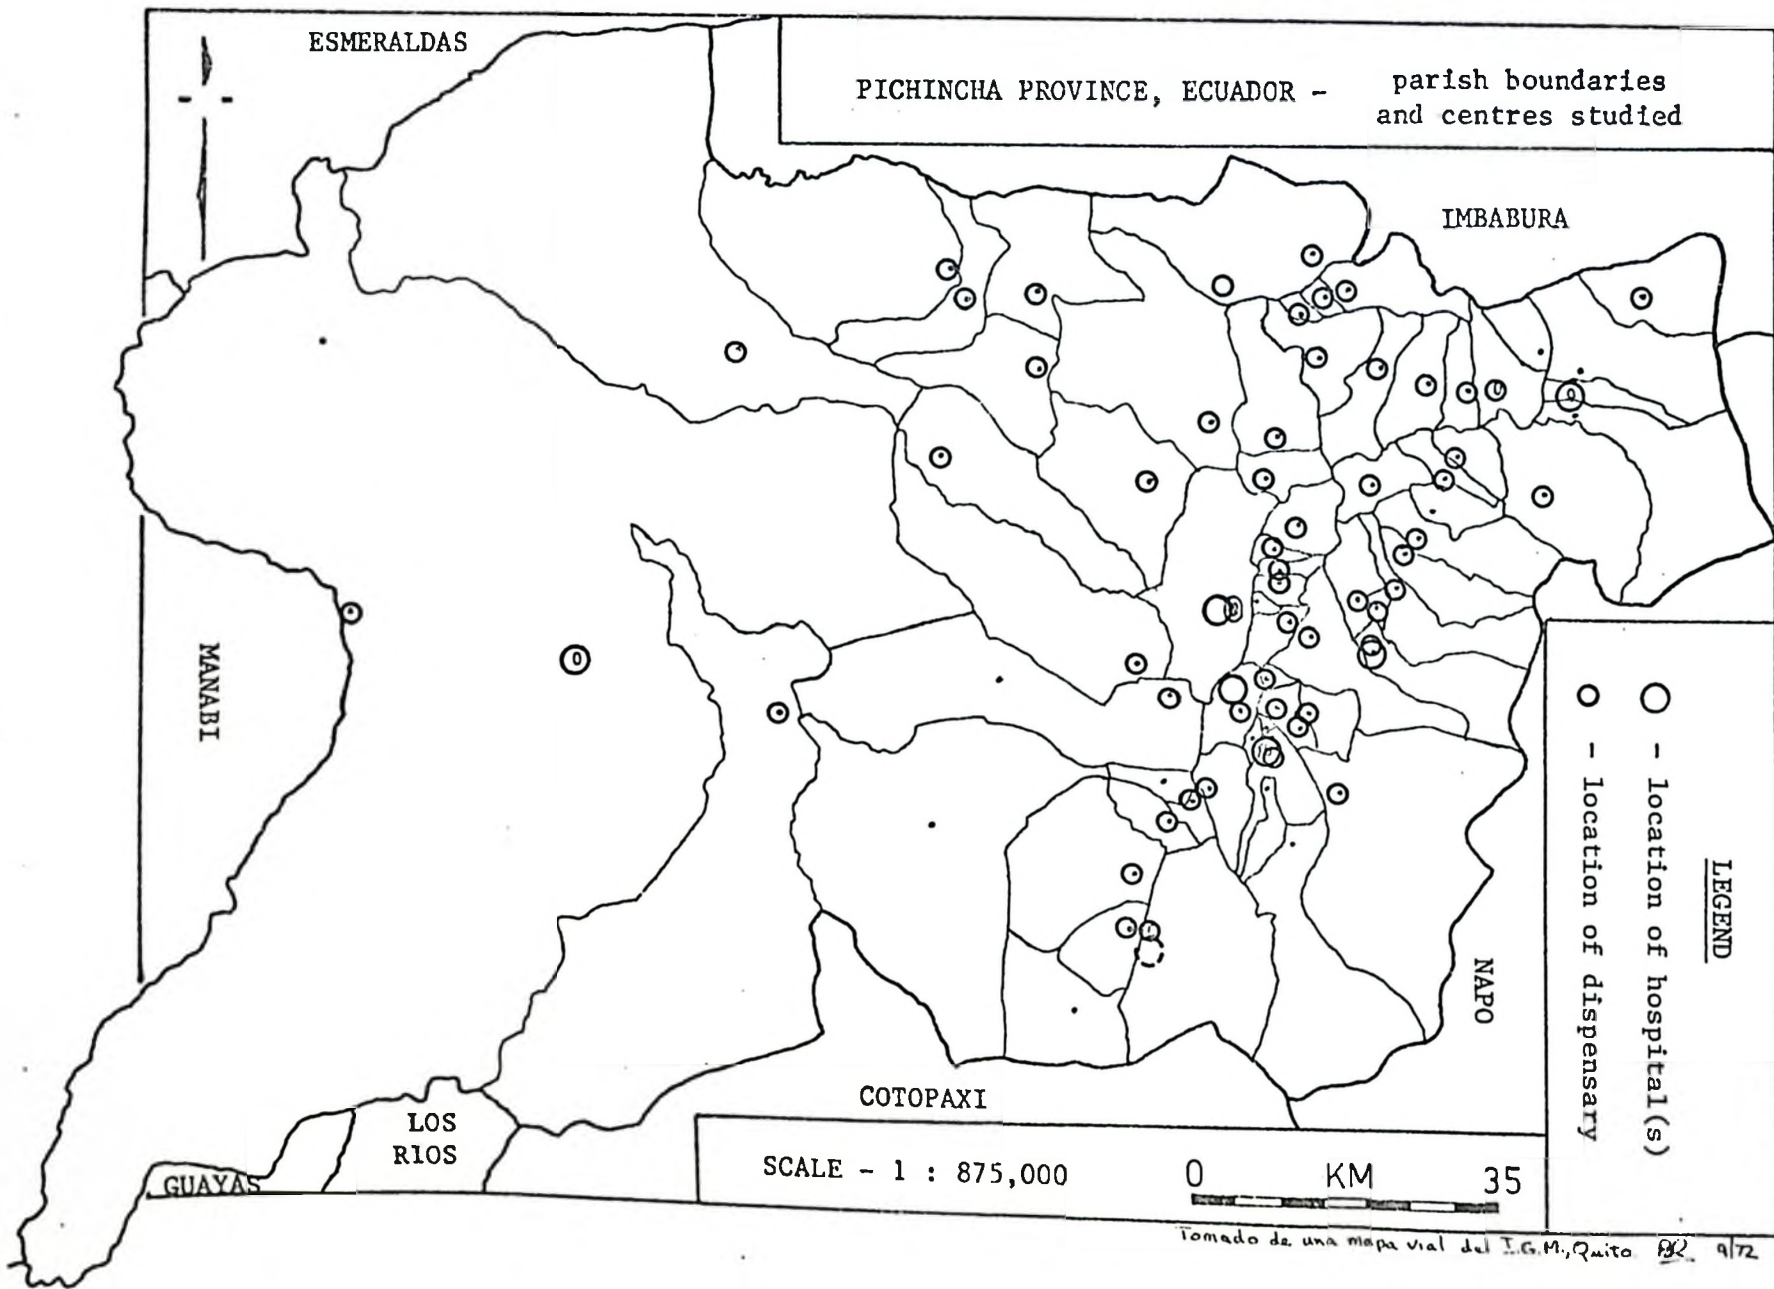 ESMERALDAS
PICHINCHA PROVINCE, ECUADOR - parish boundaries
and centres studied
IMBABURA
MANABI
LEGEND
- location of hospital(s)
- location of dispensary
NAPO
COTOPAXI
LOS
RIOS
GUAYAS
SCALE - 1 : 875,000
0 KM 35
Tomado de una mapa vial del I.G.M., Quito 9/72